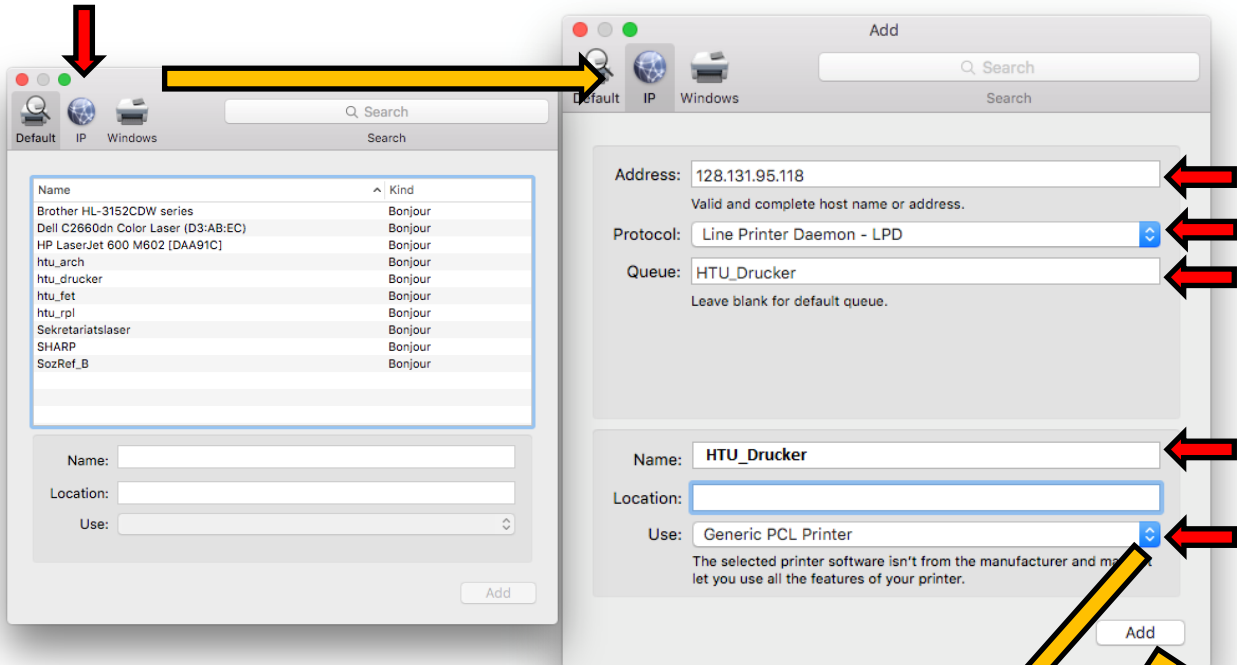 Default IP Windows
Q Search
Search
Name Kind
Brother HL-3152CDW series Bonjour
Dell C2660dn Color Laser (D3:AB:EC) Bonjour
HP LaserJet 600 M602 [DAA91C] Bonjour
htu_arch Bonjour
htu_drucker Bonjour
htu_fet Bonjour
htu_rpl Bonjour
Sekretariatslaser Bonjour
SHARP Bonjour
SozRef_B Bonjour
Name:
Location:
Use:
Add
Add
Default IP Windows
Search
Search
Address: 128.131.95.118
Valid and complete host name or address.
Protocol: Line Printer Daemon - LPD
Queue: HTU_Drucker
Leave blank for default queue.
Name: HTU_Drucker
Location:
Use: Generic PCL Printer
The selected printer software isn't from the manufacturer and
let you use all the features of your printer.
Add